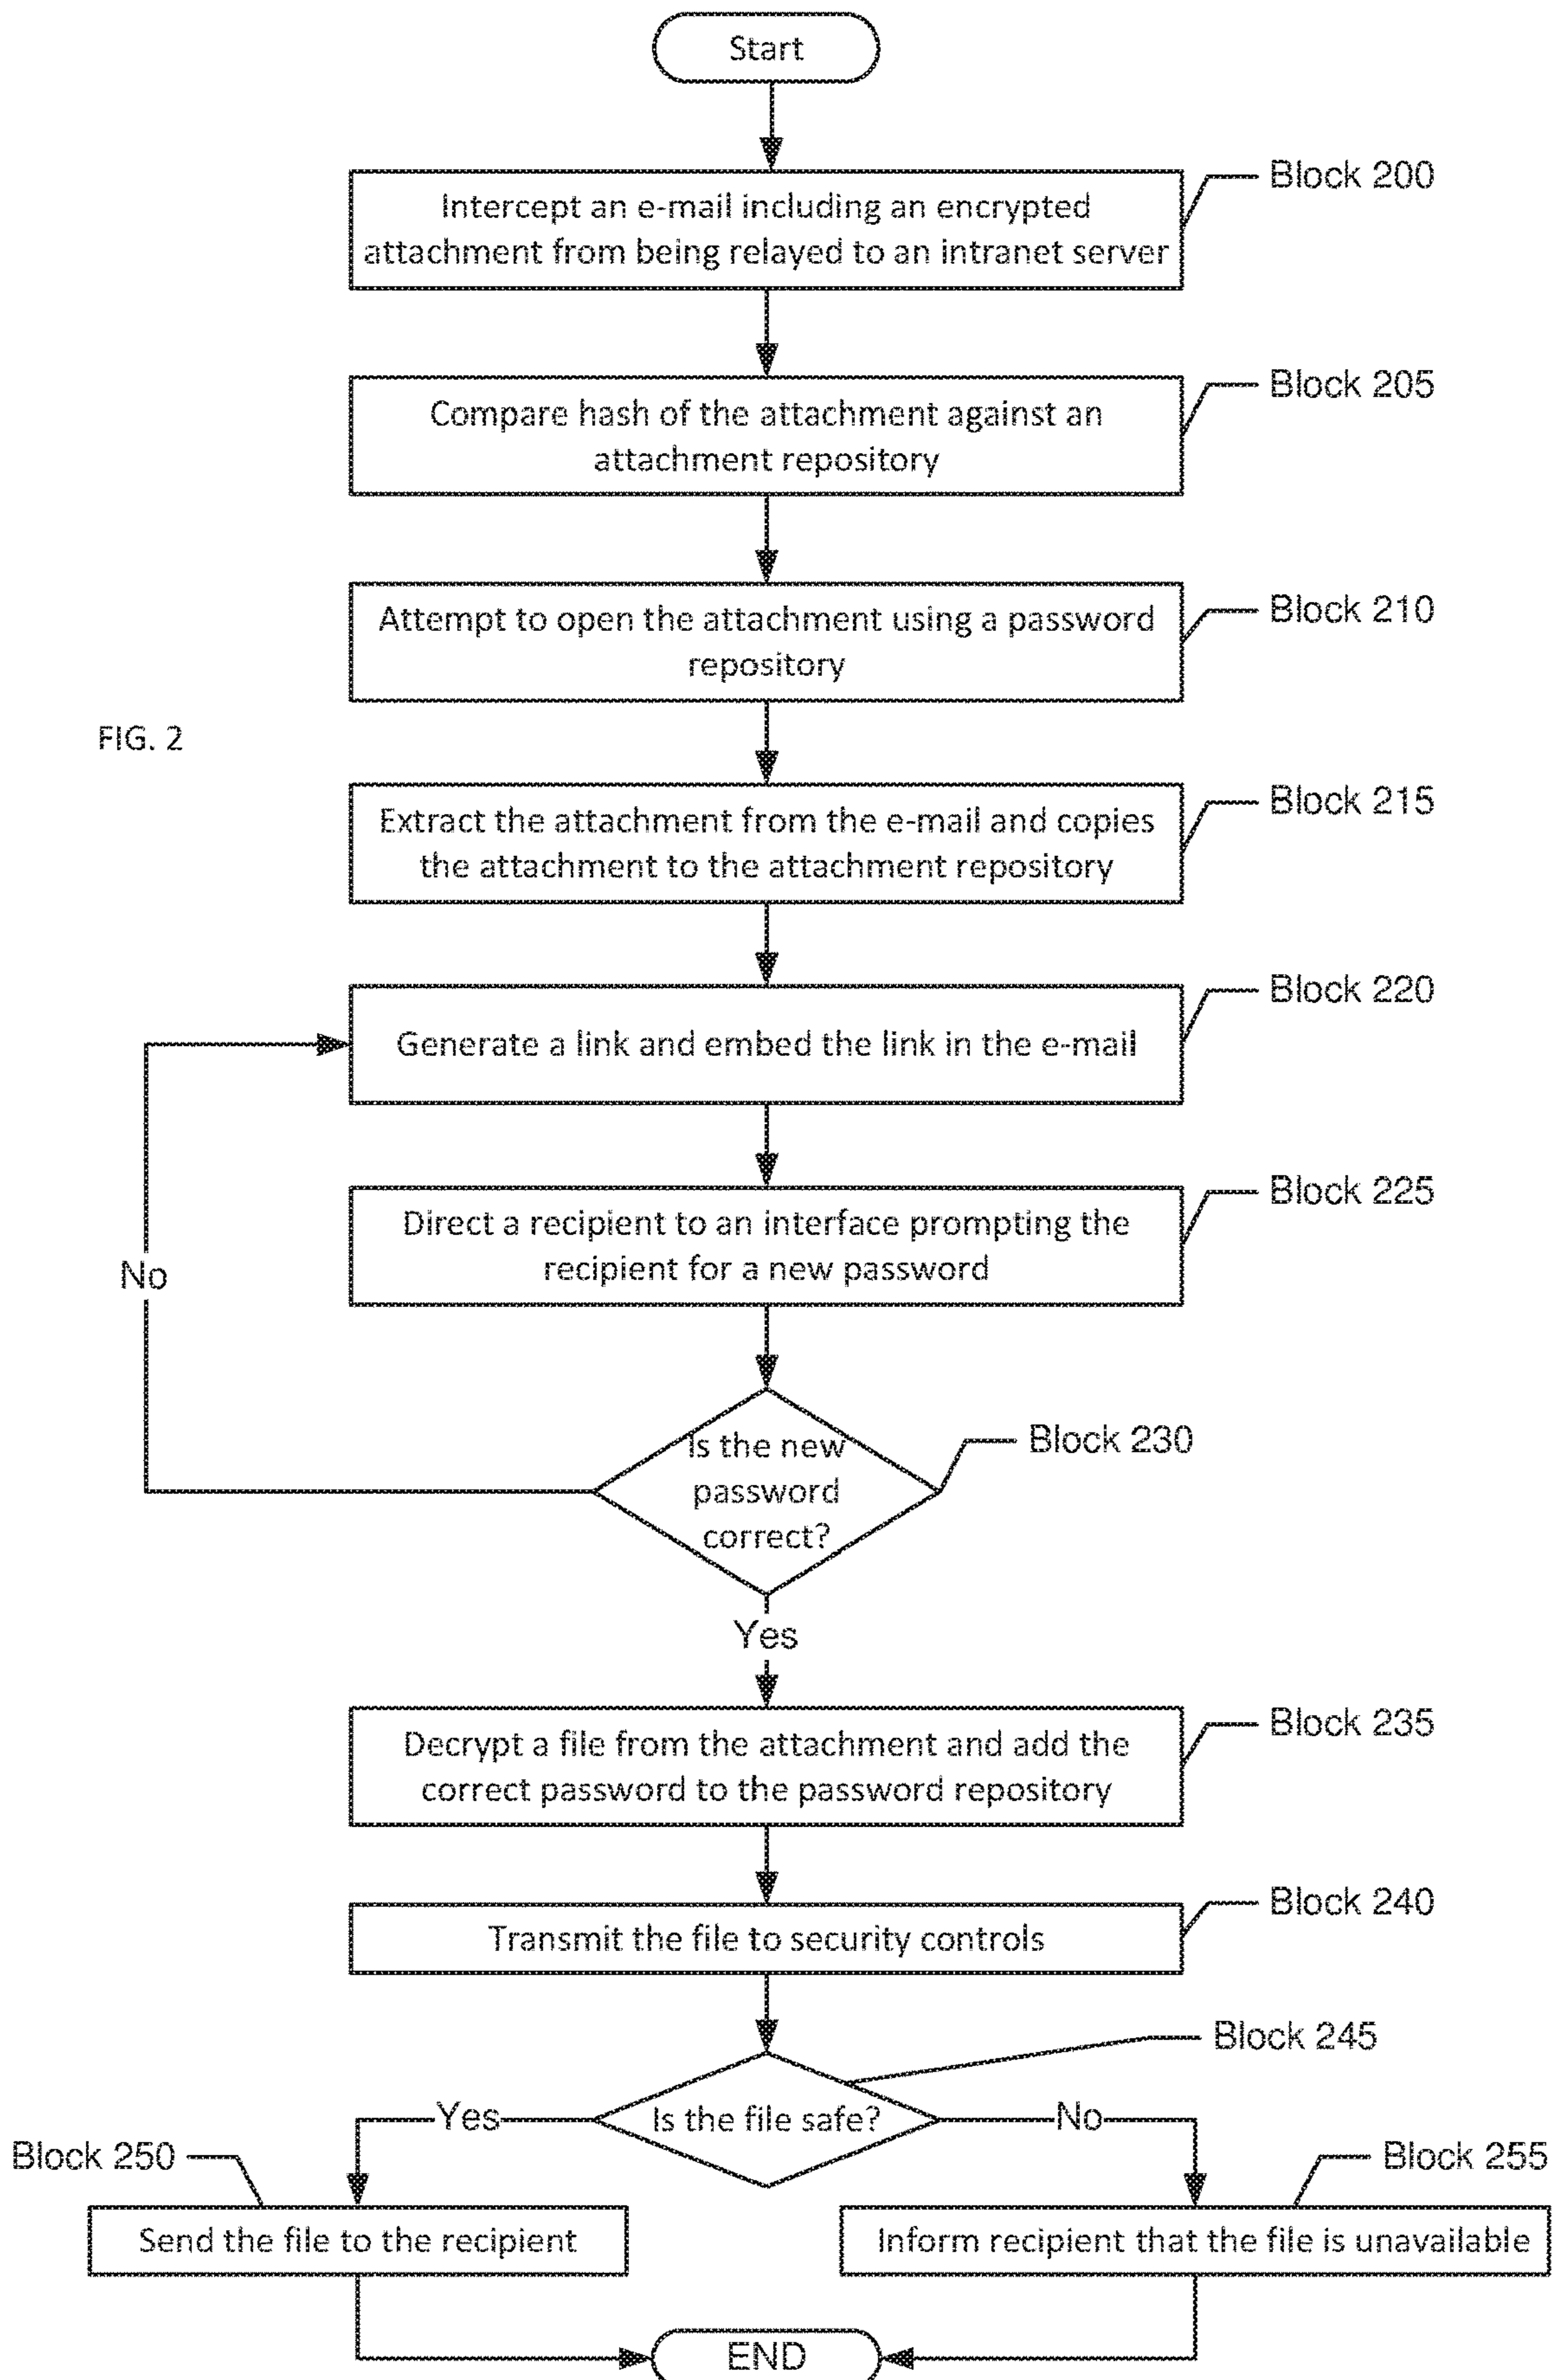 Start
Block 200
Intercept an e-mail including an encrypted
attachment from being relayed to an intranet server
Block 205
Compare hash of the attachment against an
attachment repository
Block 210
Attempt to open the attachment using a password
repository
FIG. 2
Block 215
Extract the attachment from the e-mail and copies
the attachment to the attachment repository
Block 220
Generate a link and embed the link in the e-mail
Block 225
Direct a recipient to an interface prompting the
recipient for a new password
No
Block 230
Is the new
password
correct?
Yes
Block 235
Decrypt a file from the attachment and add the
correct password to the password repository
Block 240
Transmit the file to security controls
Block 245
Yes
Is the file safe?
No
Block 250
Block 255
Send the file to the recipient
Inform recipient that the file is unavailable
END